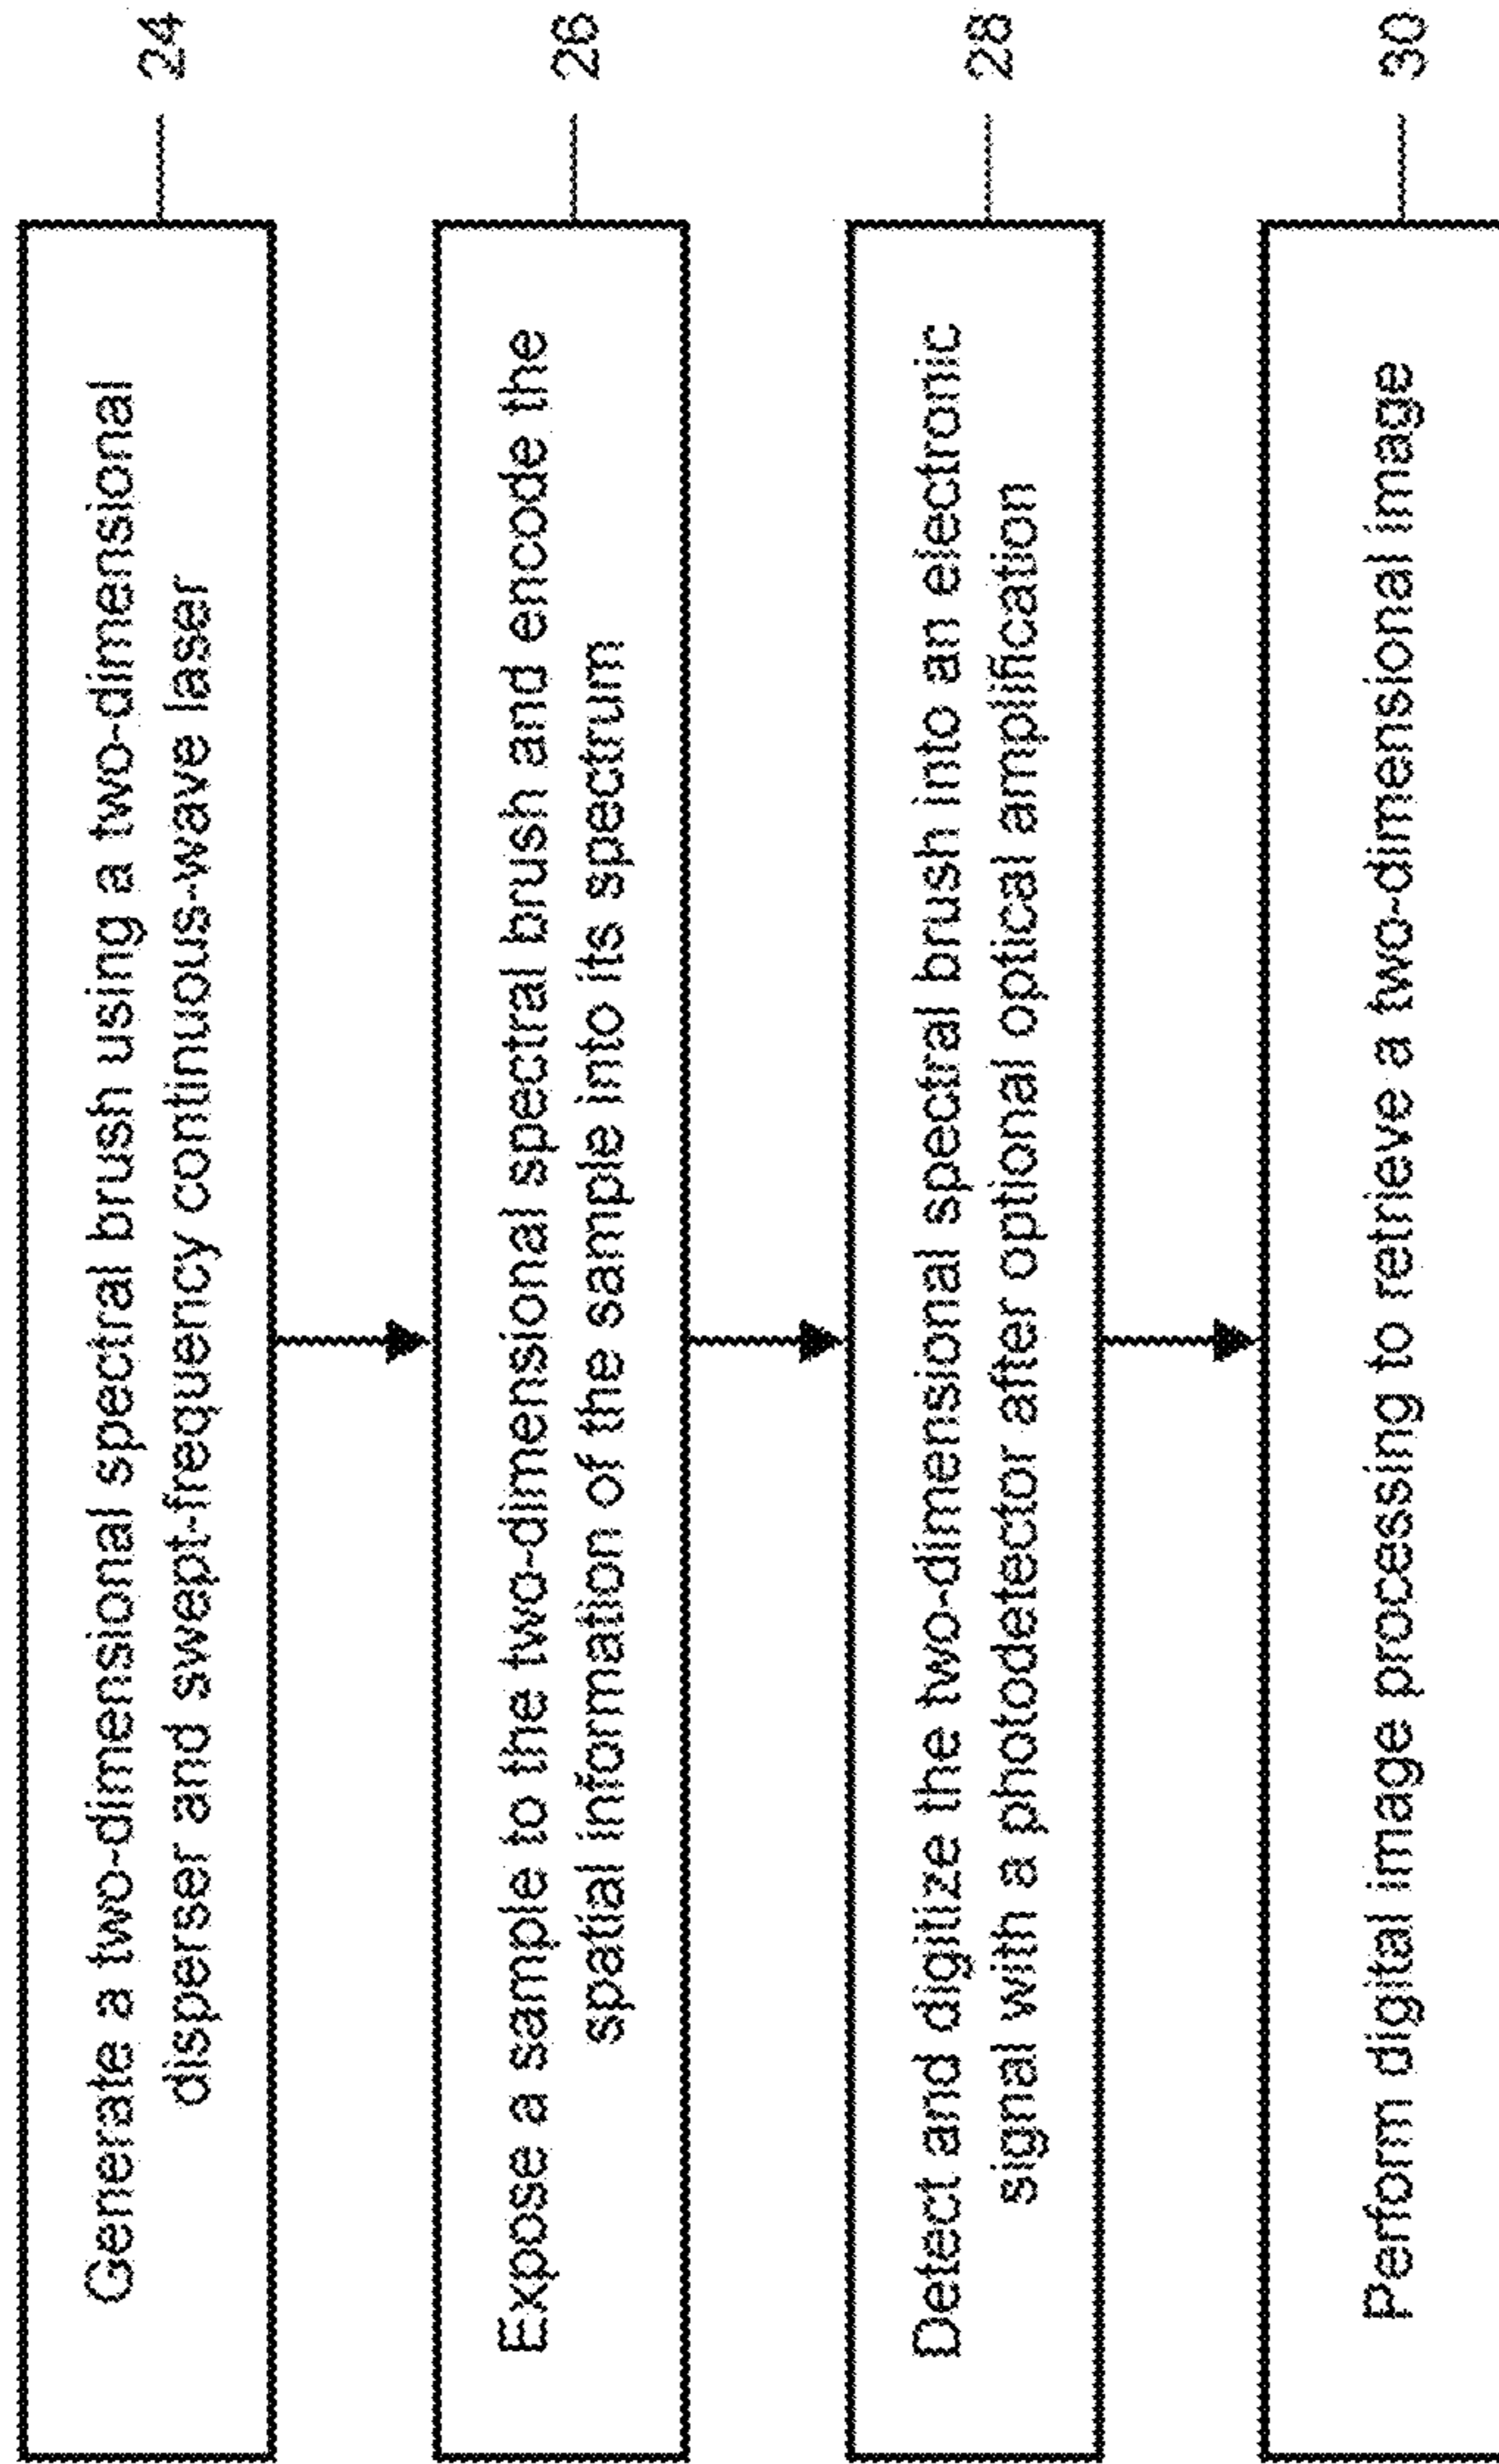 Generate a two-dimensional spectral brush using a two-dimensional
disperser and swept-frequency continuous-wave laser
24
Expose a sample to the two-dimensional spectral brush and encode the
spatial information of the sample into its spectrum
26
Detect and digitize the two-dimensional spectral brush into an electronic
signal with a photodetector after optional optical amplification
28
Perform digital image processing to retrieve a two-dimensional image
30